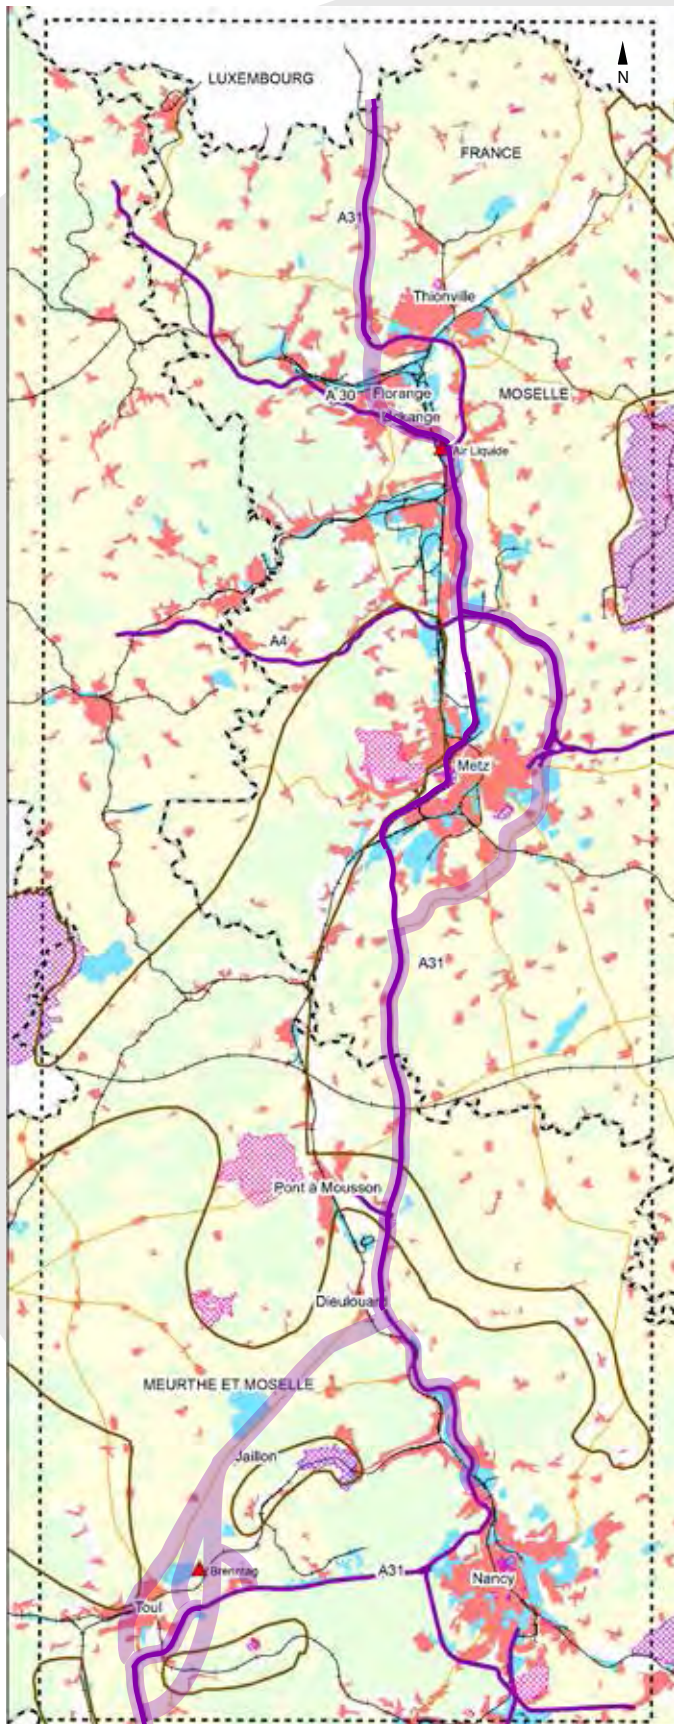 LUXEMBOURG
N
FRANCE
A31
Thionville
A 30
Florange
MOSELLE
Air Liquide
A4
Metz
A31
Pont à Mousson
Dieulouard
MEURTHE ET MOSELLE
Jaillon
Brenntag
A31
Nancy
Toul